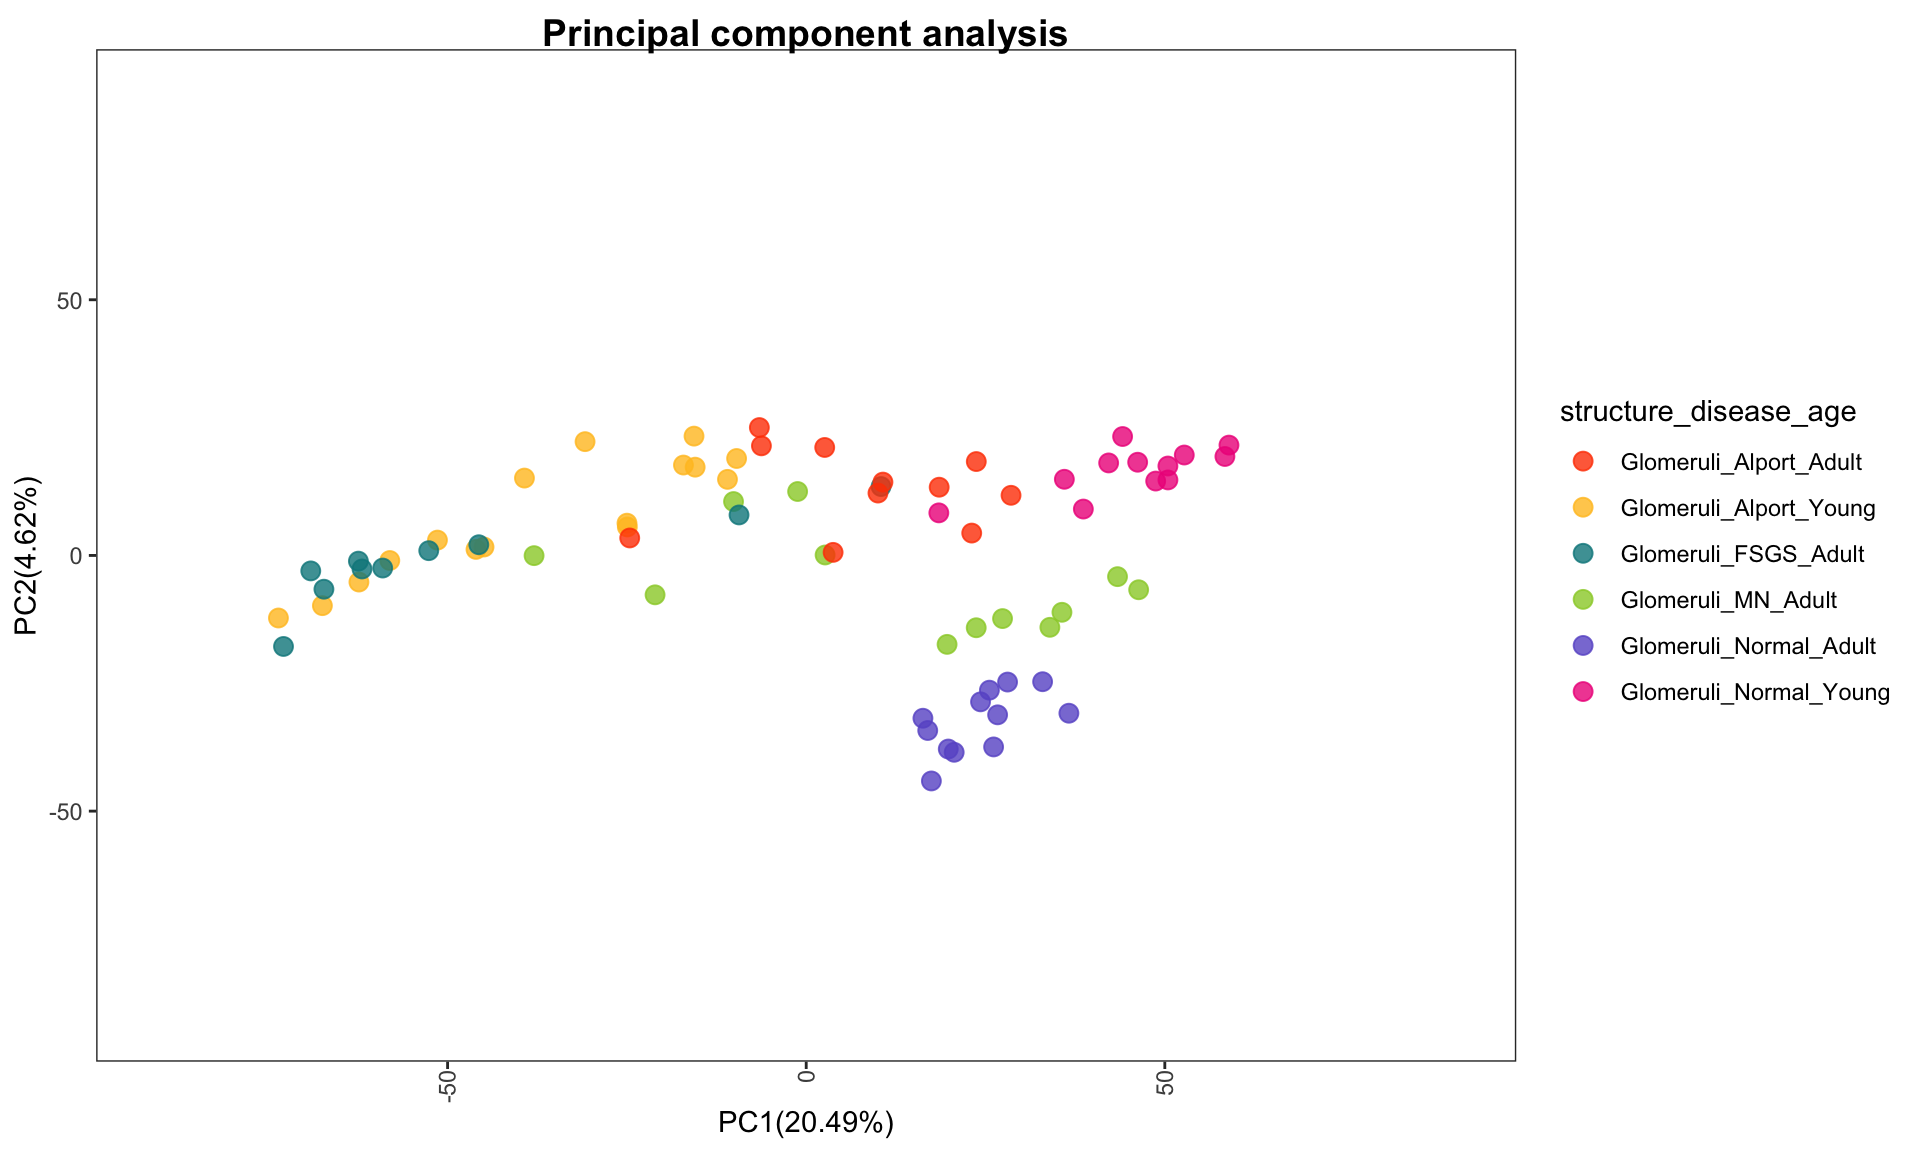 Principal component analysis
50
0
-50
PC2(4.62%)
-50
0
50
PC1(20.49%)
structure_disease_age
Glomeruli_Alport_Adult
Glomeruli_Alport_Young
Glomeruli_FSGS_Adult
Glomeruli_MN_Adult
Glomeruli_Normal_Adult
Glomeruli_Normal_Young